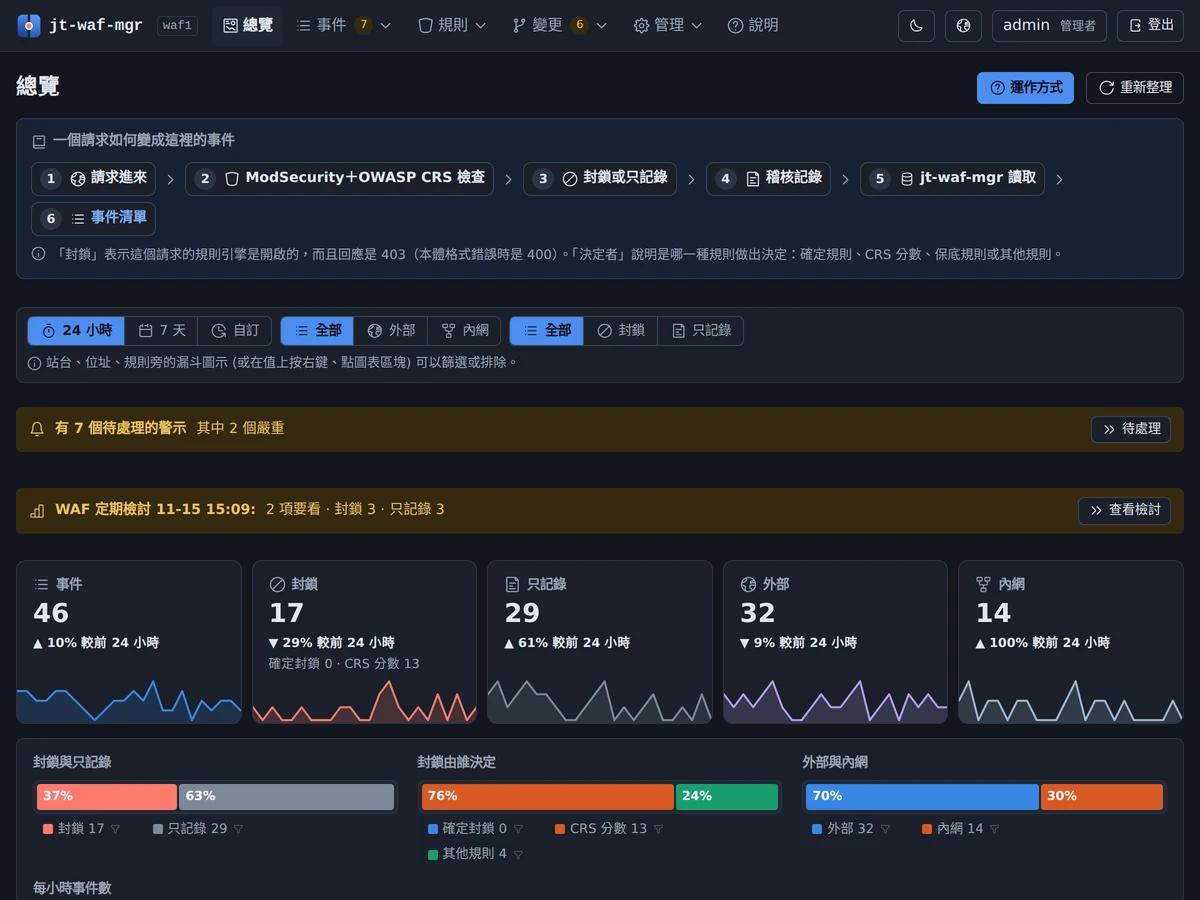 jt-waf-mgr waf1 總覽 事件 7 規則 變更 6 管理 說明 admin 管理者 登出
總覽 運作方式 重新整理
一個請求如何變成這裡的事件
1 請求進來 2 ModSecurity＋OWASP CRS 檢查 3 封鎖或只記錄 4 稽核記錄 5 jt-waf-mgr 讀取
6 事件清單
「封鎖」表示這個請求的規則引擎是開啟的，而且回應是 403（本體格式錯誤時是 400）。「決定者」說明是哪一種規則做出決定：確定規則、CRS 分數、保底規則或其他規則。
24 小時 7 天 自訂 全部 外部 內網 全部 封鎖 只記錄
站台、位址、規則旁的漏斗圖示 (或在值上按右鍵、點圖表區塊) 可以篩選或排除。
有 7 個待處理的警示 其中 2 個嚴重 待處理
WAF 定期檢討 11-15 15:09: 2 項要看 · 封鎖 3 · 只記錄 3 查看檢討
事件 封鎖 只記錄 外部 內網
46 17 29 32 14
▲ 10% 較前 24 小時 ▼ 29% 較前 24 小時 ▲ 61% 較前 24 小時 ▼ 9% 較前 24 小時 ▲ 100% 較前 24 小時
確定封鎖 0 · CRS 分數 13
封鎖與只記錄 封鎖由誰決定 外部與內網
37% 63% 76% 24% 70% 30%
封鎖 17 只記錄 29 確定封鎖 0 CRS 分數 13 外部 32 內網 14
其他規則 4
每小時事件數